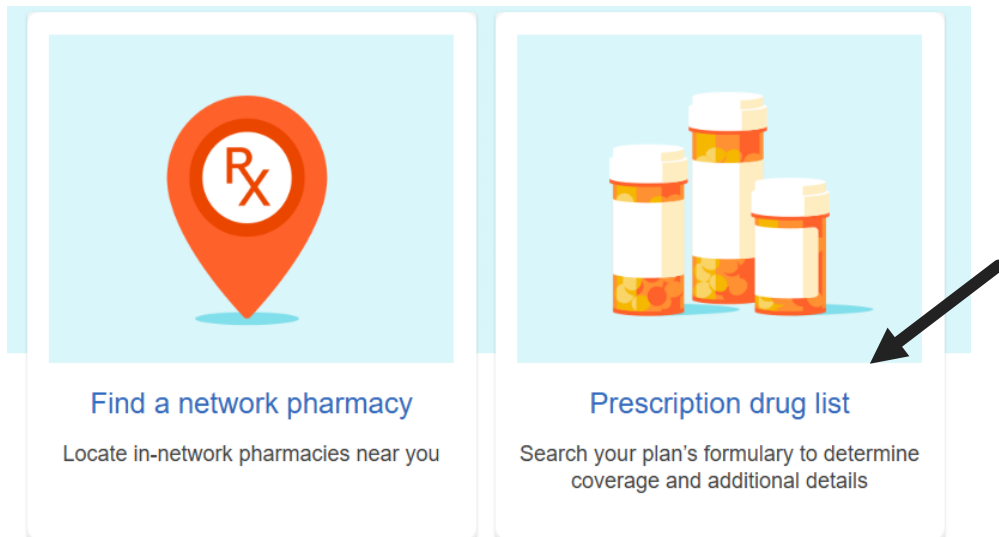 RX
Find a network pharmacy
Locate in-network pharmacies near you
Prescription drug list
Search your plan's formulary to determine
coverage and additional details